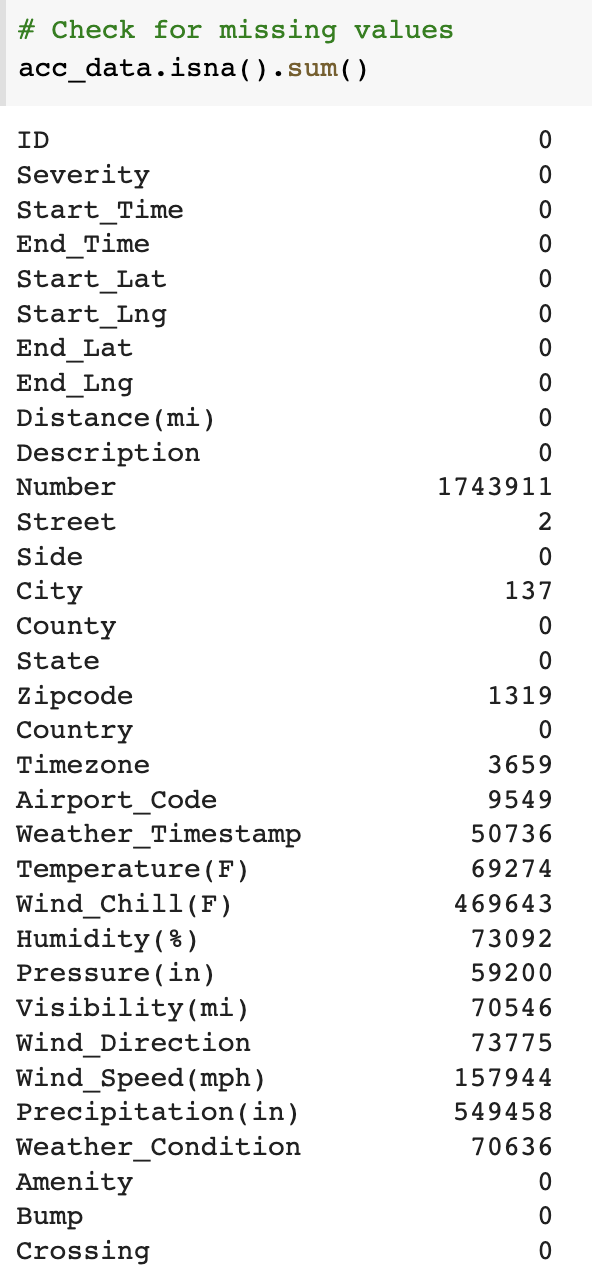 # Check for missing values
acc_data.isna().sum()
ID 0
Severity 0
Start_Time 0
End_Time 0
Start_Lat 0
Start_Lng 0
End_Lat 0
End_Lng 0
Distance(mi) 0
Description 0
Number 1743911
Street 2
Side 0
City 137
County 0
State 0
Zipcode 1319
Country 0
Timezone 3659
Airport_Code 9549
Weather_Timestamp 50736
Temperature(F) 69274
Wind_Chill(F) 469643
Humidity(%) 73092
Pressure(in) 59200
Visibility(mi) 70546
Wind_Direction 73775
Wind_Speed(mph) 157944
Precipitation(in) 549458
Weather_Condition 70636
Amenity 0
Bump 0
Crossing 0